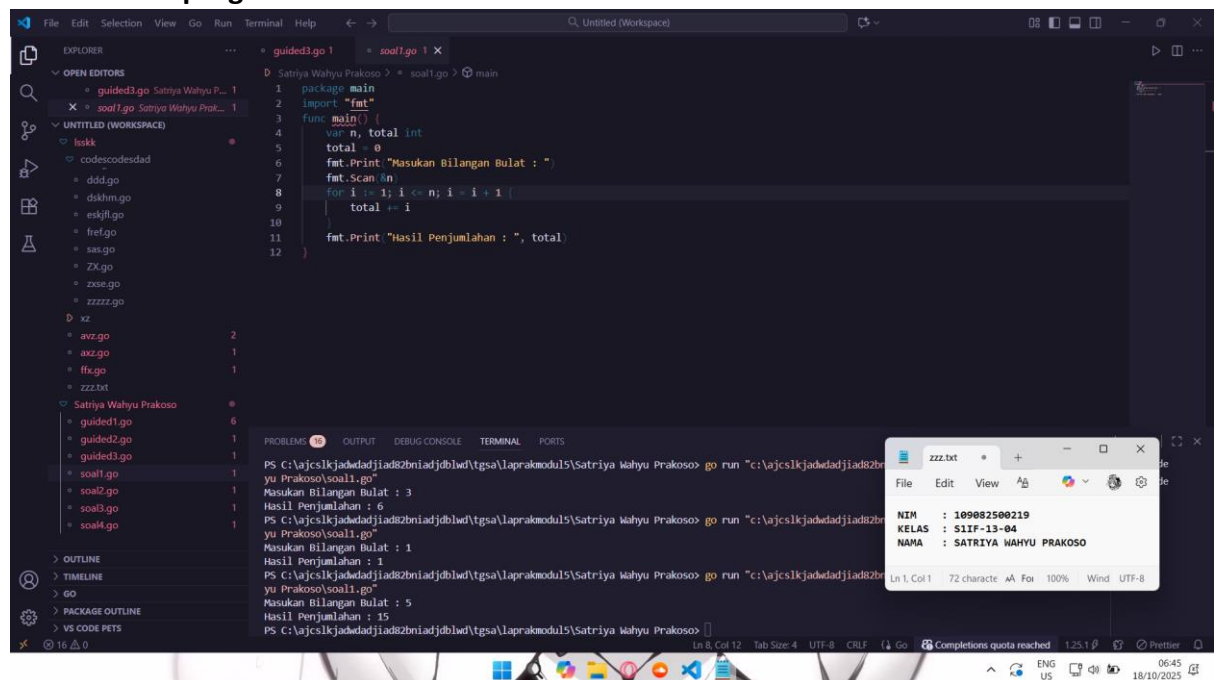 File Edit Selection View Go Run Terminal Help
Untitled (Workspace)
EXPLORER
OPEN EDITORS
guided3.go Satriya Wahyu P... 1
soal1.go Satriya Wahyu Prak... 1
UNTITLED (WORKSPACE)
lsskk
codescodesdad
ddd.go
dskhm.go
eskjfl.go
fref.go
sas.go
ZX.go
zxse.go
zzzzz.go
xz
avz.go 2
axz.go 1
ffx.go 1
zzz.txt
Satriya Wahyu Prakoso
guided1.go 6
guided2.go 1
guided3.go 1
soal1.go 1
soal2.go 1
soal3.go 1
soal4.go 1
OUTLINE
TIMELINE
GO
PACKAGE OUTLINE
VS CODE PETS
guided3.go 1 soal1.go 1
Satriya Wahyu Prakoso > soal1.go > main
1 package main
2 import "fmt"
3 func main() {
4 var n, total int
5 total = 0
6 fmt.Print("Masukan Bilangan Bulat : ")
7 fmt.Scan(&n)
8 for i := 1; i <= n; i = i + 1 {
9 total += i
10 }
11 fmt.Print("Hasil Penjumlahan : ", total)
12 }
PROBLEMS 16 OUTPUT DEBUG CONSOLE TERMINAL PORTS
PS C:\ajcslkjadwdadjiad82bniadjdblwd\tgsa\laprakmodul5\Satriya Wahyu Prakoso> go run "c:\ajcslkjadwdadjiad82bn
yu Prakoso\soal1.go"
Masukan Bilangan Bulat : 3
Hasil Penjumlahan : 6
PS C:\ajcslkjadwdadjiad82bniadjdblwd\tgsa\laprakmodul5\Satriya Wahyu Prakoso> go run "c:\ajcslkjadwdadjiad82bn
yu Prakoso\soal1.go"
Masukan Bilangan Bulat : 1
Hasil Penjumlahan : 1
PS C:\ajcslkjadwdadjiad82bniadjdblwd\tgsa\laprakmodul5\Satriya Wahyu Prakoso> go run "c:\ajcslkjadwdadjiad82bn
yu Prakoso\soal1.go"
Masukan Bilangan Bulat : 5
Hasil Penjumlahan : 15
PS C:\ajcslkjadwdadjiad82bniadjdblwd\tgsa\laprakmodul5\Satriya Wahyu Prakoso>
zzz.txt
File Edit View
NIM : 109082500219
KELAS : S1IF-13-04
NAMA : SATRIYA WAHYU PRAKOSO
Ln 1, Col 1 72 characte 100% Wind UTF-8
16 0
Ln 8, Col 12 Tab Size: 4 UTF-8 CRLF Go Completions quota reached 1.25.1 Prettier
ENG
US
06:45
18/10/2025